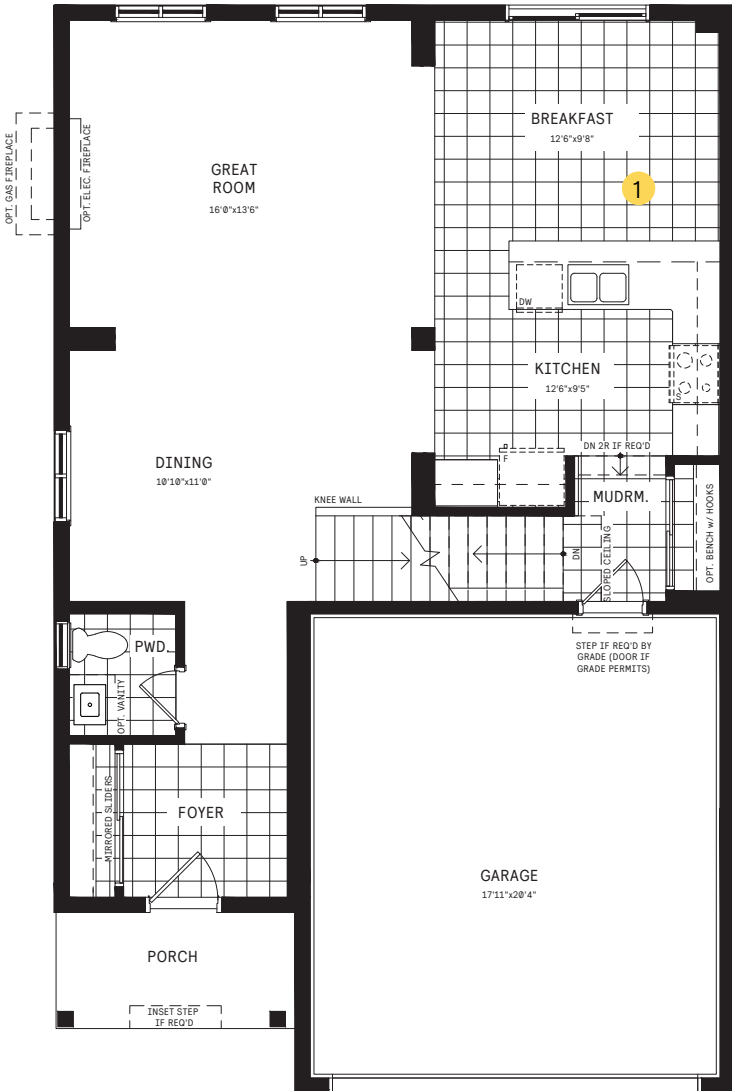 BREAKFAST
12'6"x9'8"
1
OPT. GAS FIREPLACE
OPT. ELEC. FIREPLACE
GREAT
ROOM
16'0"x13'6"
DW
KITCHEN
12'6"x9'5"
S
DINING
10'10"x11'0"
F
DN 2R IF REQ'D
MUDRM.
OPT. BENCH w/ HOOKS
KNEE WALL
UP
DN
SLOPED CEILING
STEP IF REQ'D BY
GRADE (DOOR IF
GRADE PERMITS)
PWD.
OPT. VANITY
MIRRORED SLIDERS
FOYER
GARAGE
17'11"x20'4"
PORCH
INSET STEP
IF REQ'D